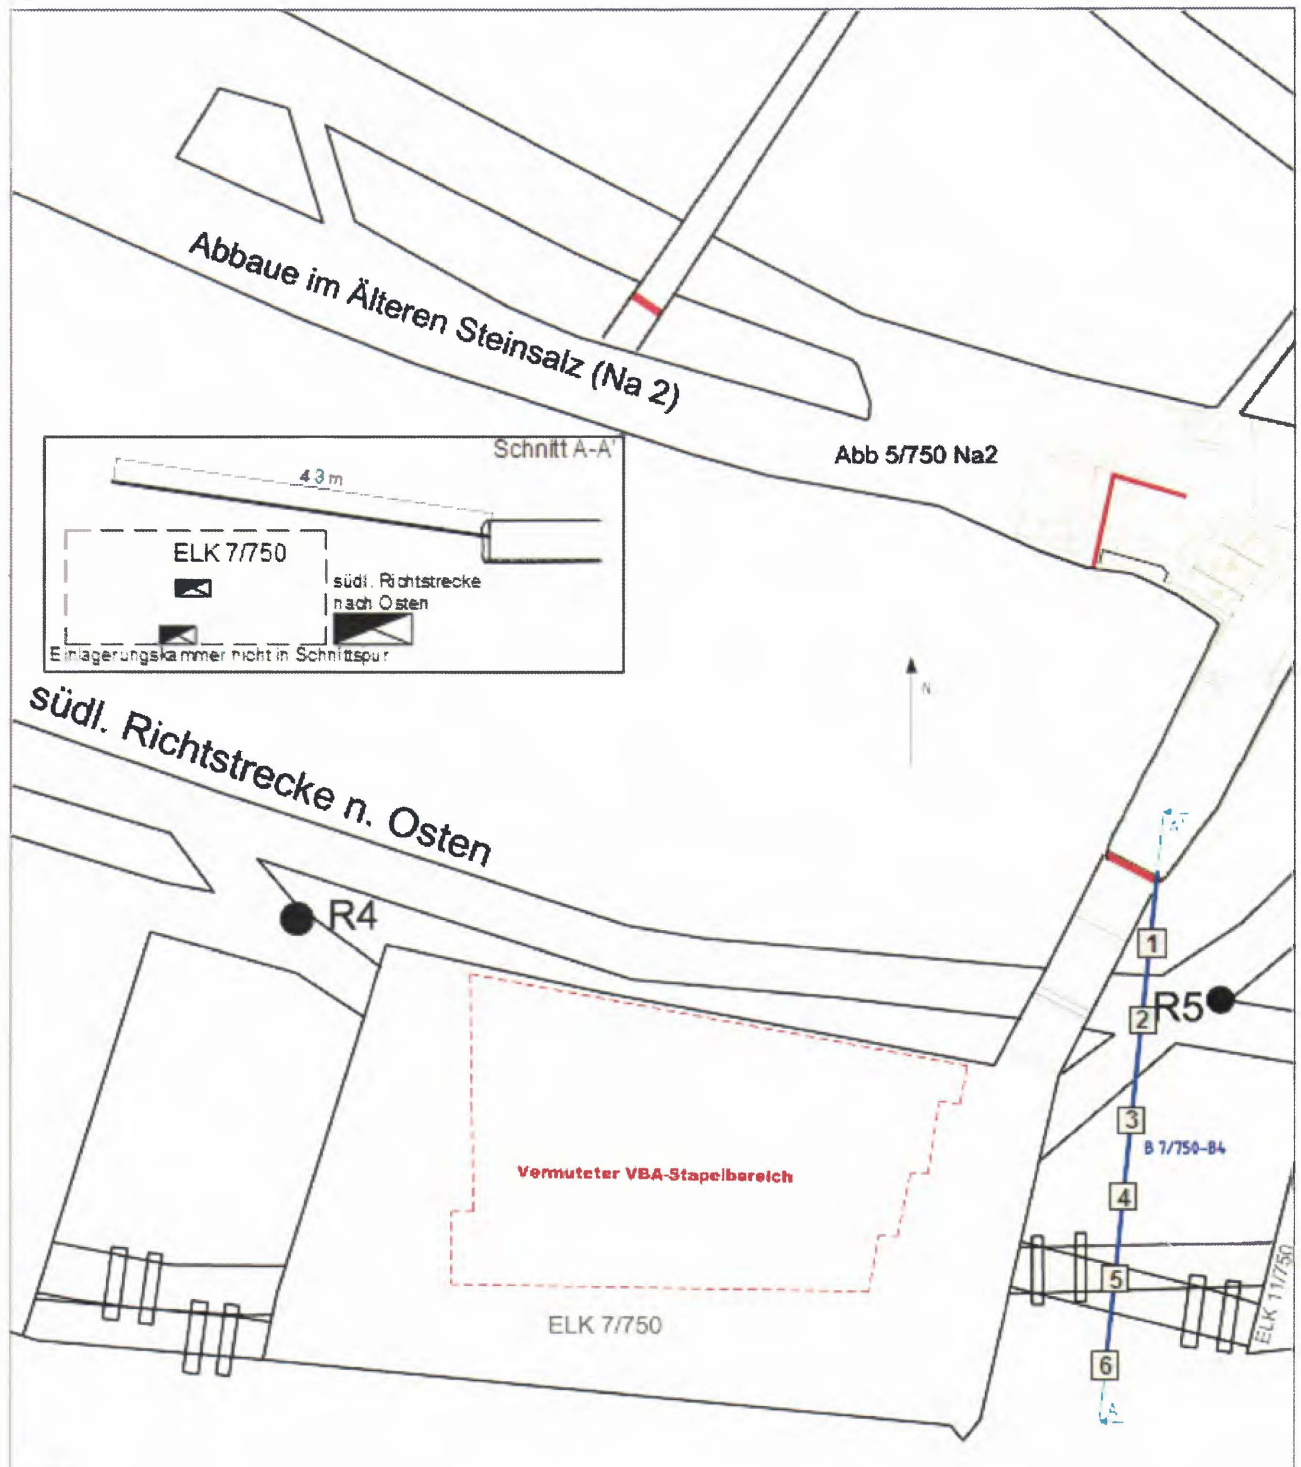 Abbaue im Älteren Steinsalz (Na 2)
Abb 5/750 Na2
Schnitt A-A'
43 m
ELK 7/750
südl. Richtstrecke
nach Osten
Einlagerungskammer nicht in Schnittspur
N
südl. Richtstrecke n. Osten
A'
R4
1
2
R5
3
B 7/750-B4
Vermuteter VBA-Stapelbereich
4
5
ELK 11/750
ELK 7/750
6
A